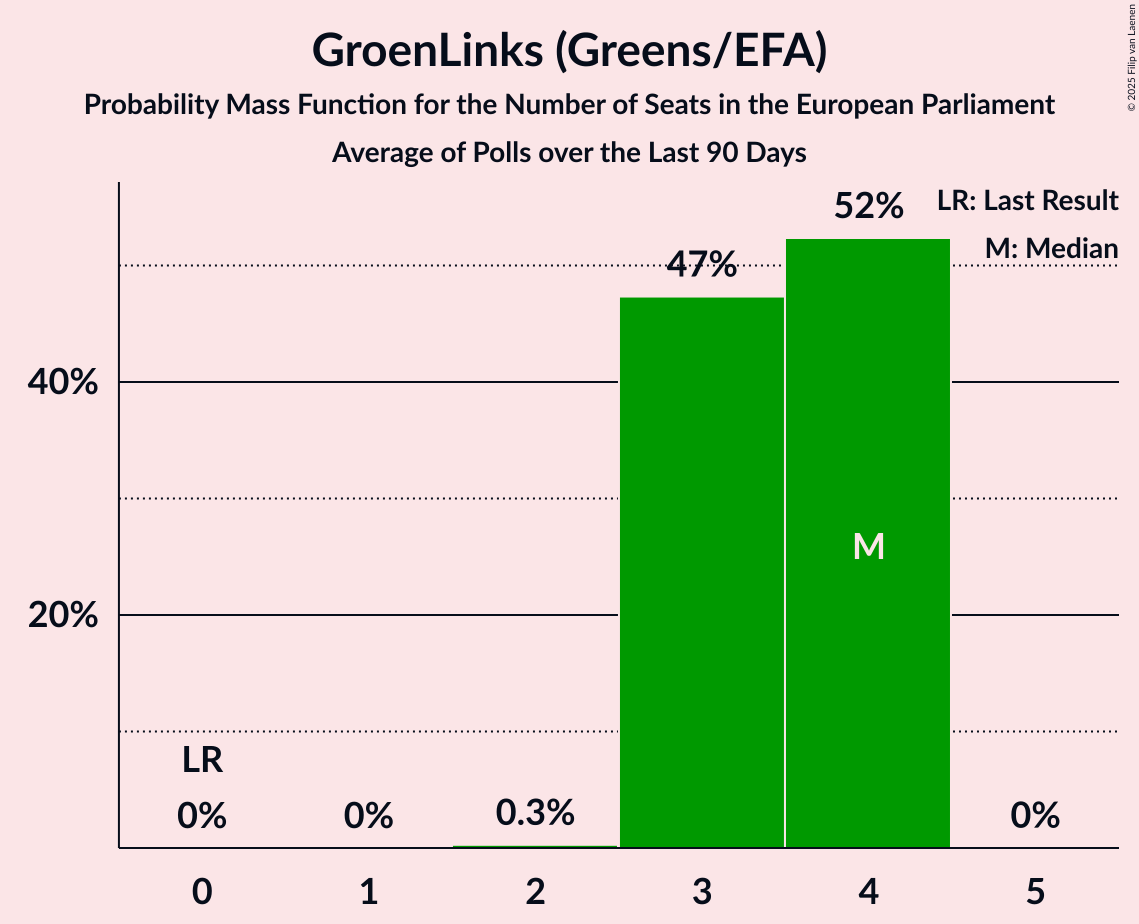 GroenLinks (Greens/EFA)
Probability Mass Function for the Number of Seats in the European Parliament
Average of Polls over the Last 90 Days
© 2025 Filip van Laenen
LR: Last Result
M: Median
52%
47%
40%
M
20%
LR
0%
0%
0.3%
0%
0
1
2
3
4
5